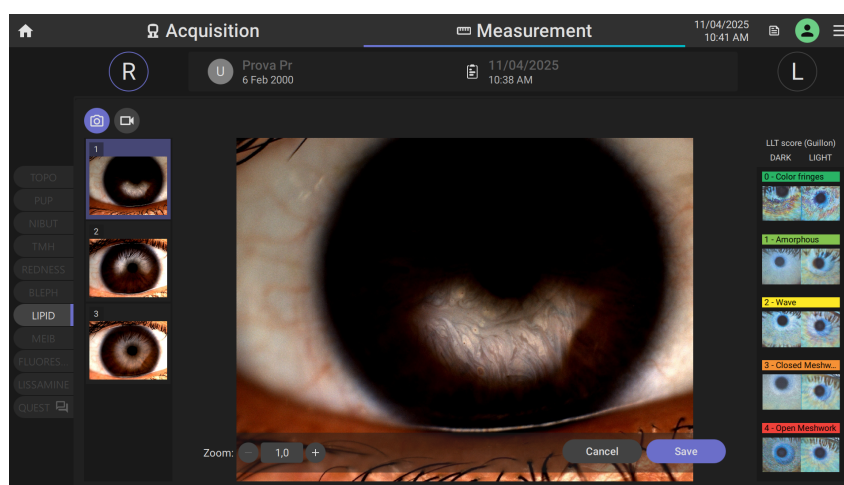 Acquisition
Measurement
11/04/2025
10:41 AM
R
U
Prova Pr
6 Feb 2000
11/04/2025
10:38 AM
L
1
2
3
TOPO
PUP
NIBUT
TMH
REDNESS
BLEPH
LIPID
MEIB
FLUORES...
LISSAMINE
QUEST
LLT score (Guillon)
DARK LIGHT
0 - Color fringes
1 - Amorphous
2 - Wave
3 - Closed Meshw...
4 - Open Meshwork
Zoom: - 1,0 +
Cancel
Save